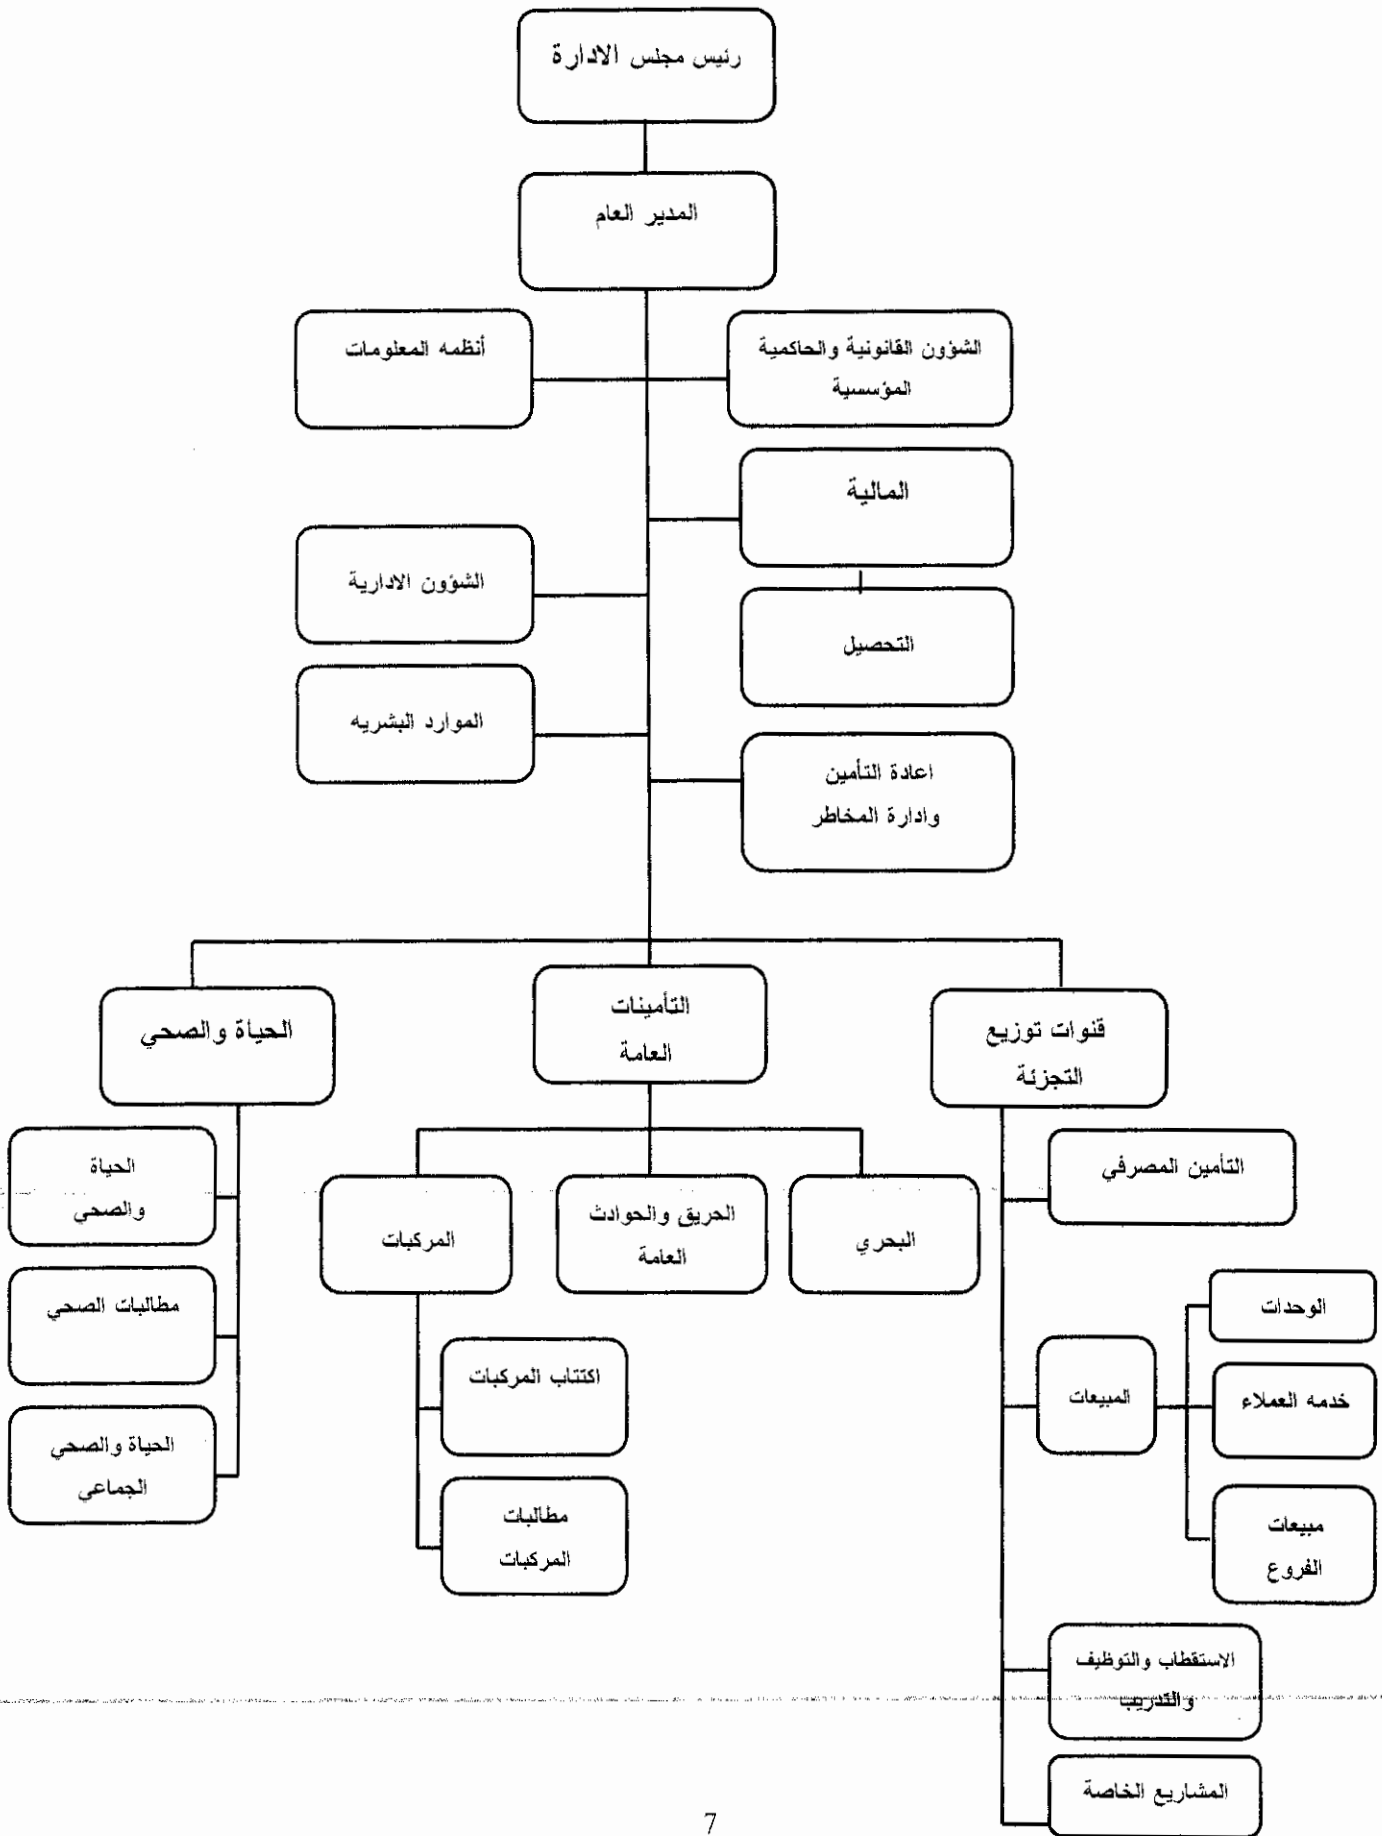 رئيس مجلس الادارة
المدير العام
الشؤون القانونية والحاكمية
المؤسسية
أنظمه المعلومات
المالية
الشؤون الادارية
التحصيل
الموارد البشريه
اعادة التأمين
وادارة المخاطر
قنوات توزيع
التجزئة
التأمينات
العامة
الحياة والصحي
التأمين المصرفي
الحياة
والصحي
البحري
الحريق والحوادث
العامة
المركبات
الوحدات
مطالبات الصحي
المبيعات
خدمه العملاء
اكتتاب المركبات
الحياة والصحي
الجماعي
مبيعات
الفروع
مطالبات
المركبات
الاستقطاب والتوظيف
والتدريب
المشاريع الخاصة
7